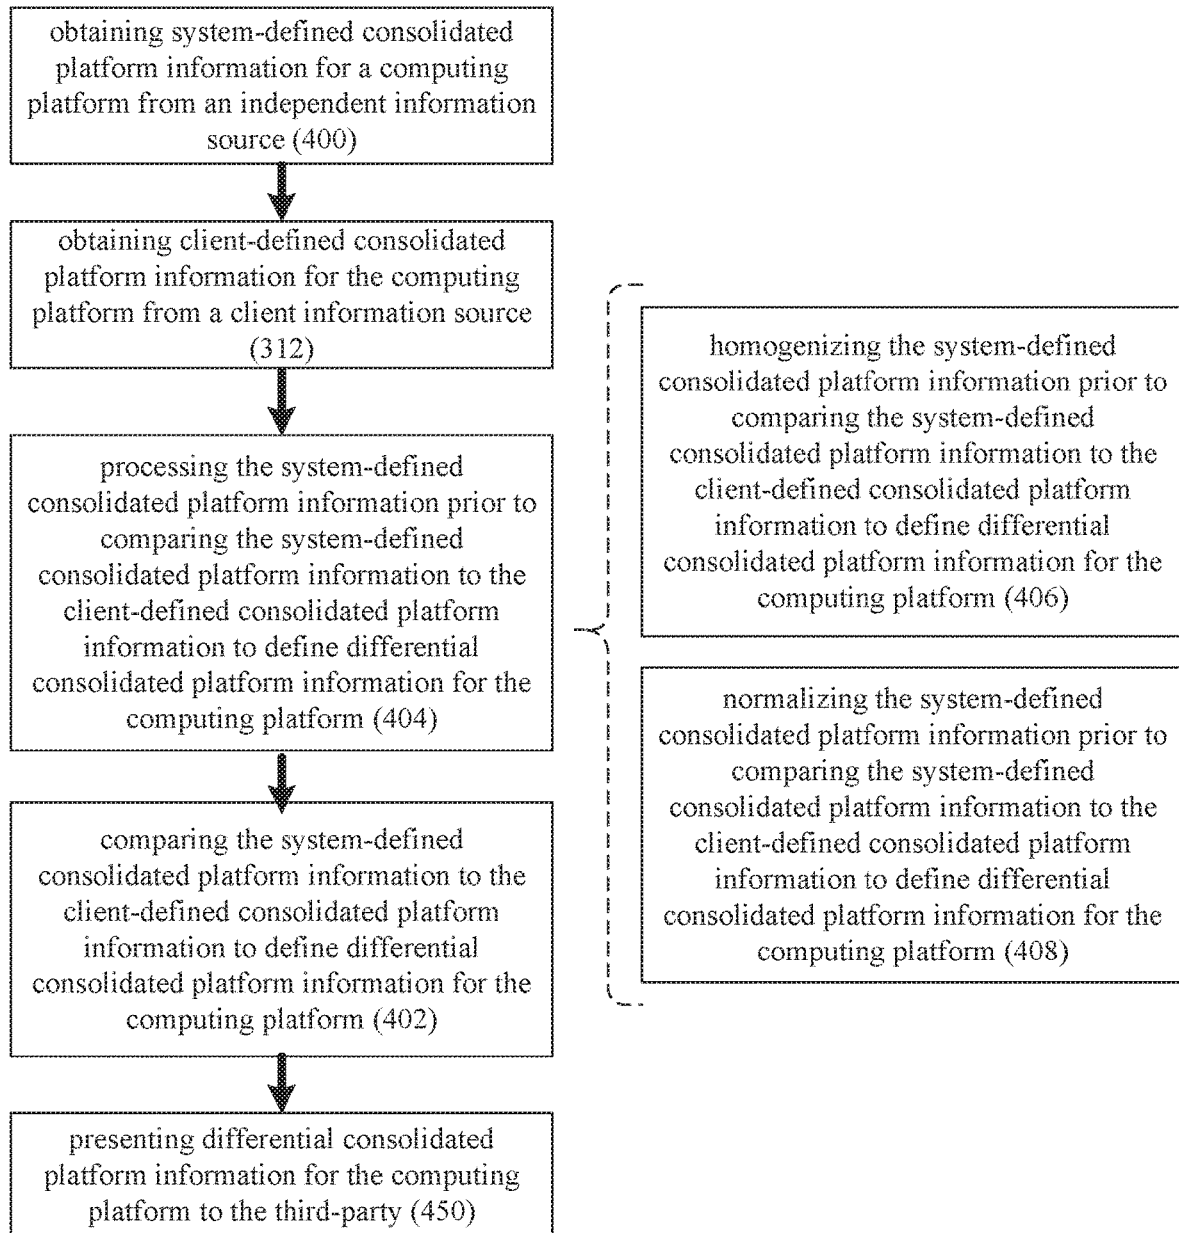 obtaining system-defined consolidated
platform information for a computing
platform from an independent information
source (400)
obtaining client-defined consolidated
platform information for the computing
platform from a client information source
(312)
processing the system-defined
consolidated platform information prior to
comparing the system-defined
consolidated platform information to the
client-defined consolidated platform
information to define differential
consolidated platform information for the
computing platform (404)
comparing the system-defined
consolidated platform information to the
client-defined consolidated platform
information to define differential
consolidated platform information for the
computing platform (402)
presenting differential consolidated
platform information for the computing
platform to the third-party (450)
homogenizing the system-defined
consolidated platform information prior to
comparing the system-defined
consolidated platform information to the
client-defined consolidated platform
information to define differential
consolidated platform information for the
computing platform (406)
normalizing the system-defined
consolidated platform information prior to
comparing the system-defined
consolidated platform information to the
client-defined consolidated platform
information to define differential
consolidated platform information for the
computing platform (408)